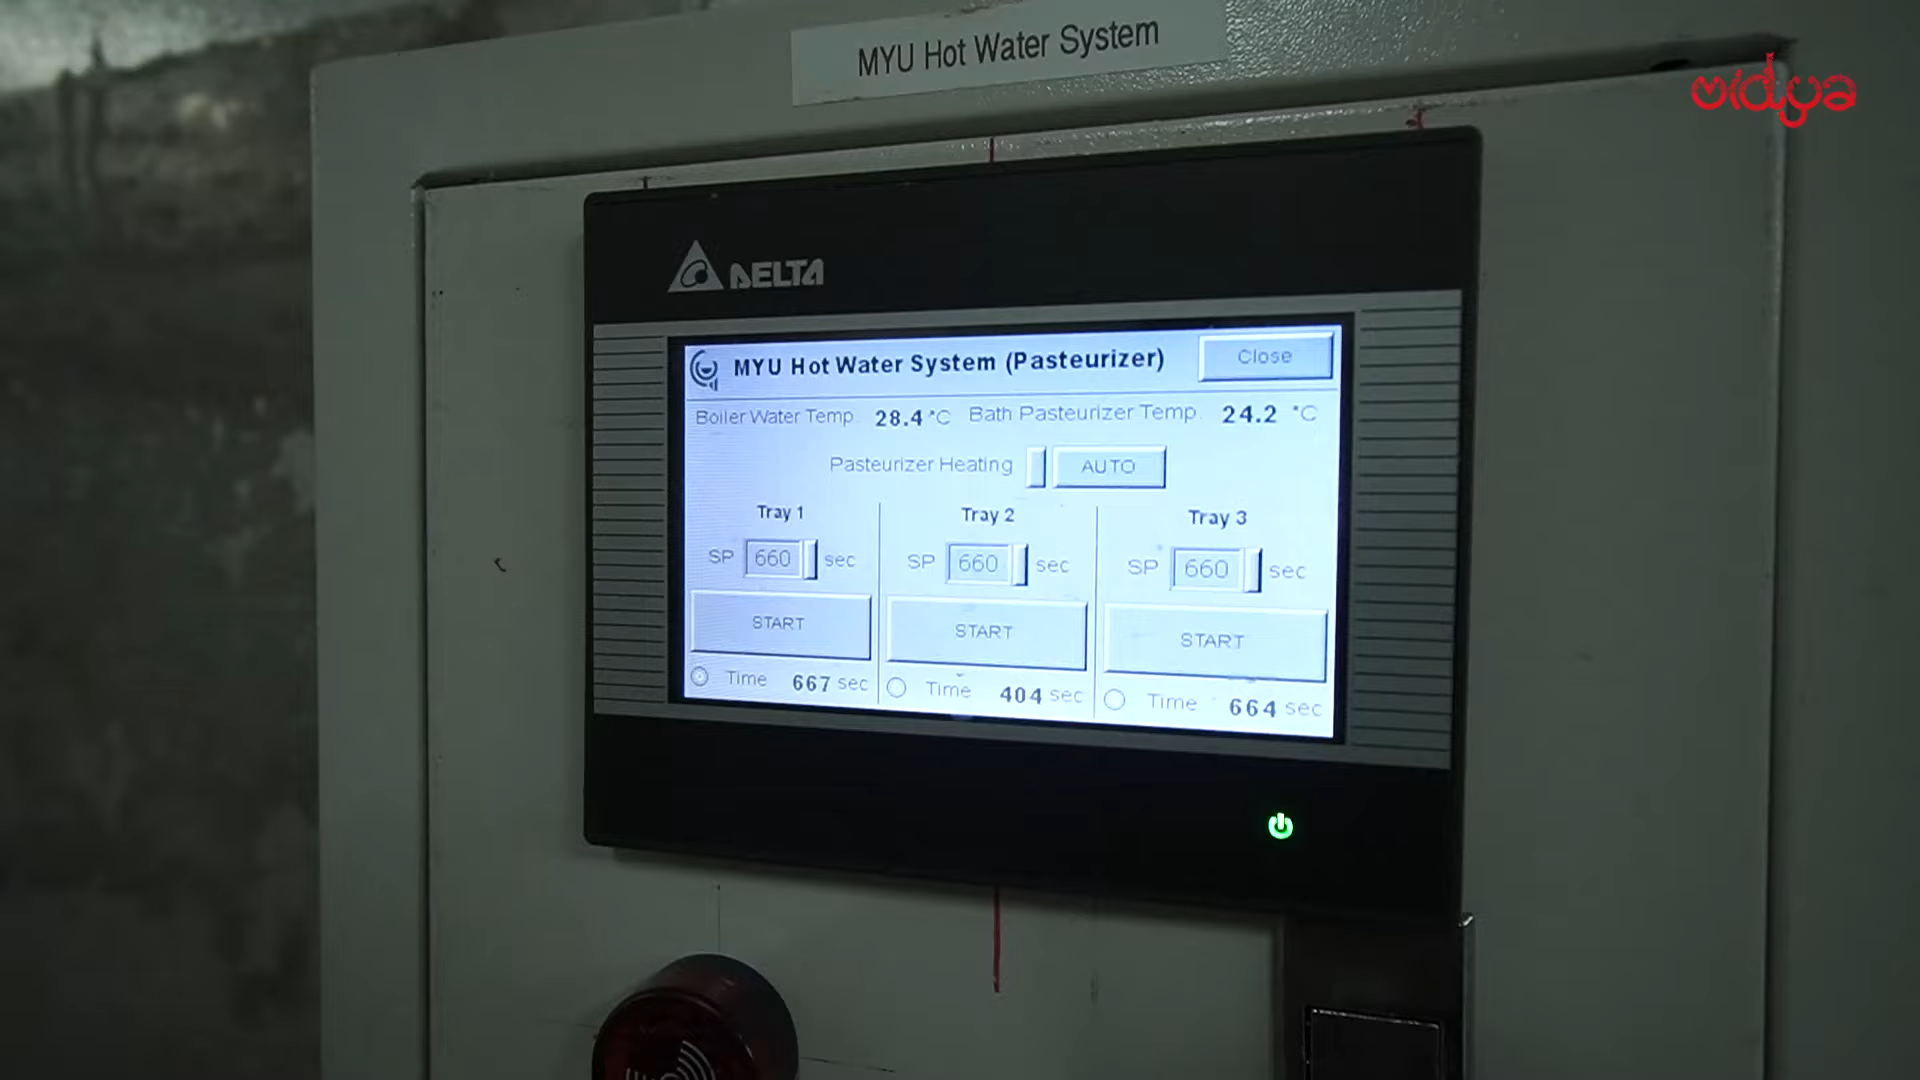 MYU Hot Water System
vidya
DELTA
MYU Hot Water System (Pasteurizer)
Close
Boiler Water Temp. 28.4 °C Bath Pasteurizer Temp. 24.2 °C
Pasteurizer Heating AUTO
Tray 1 Tray 2 Tray 3
SP 660 sec SP 660 sec SP 660 sec
START START START
Time 667 sec Time 404 sec Time 664 sec